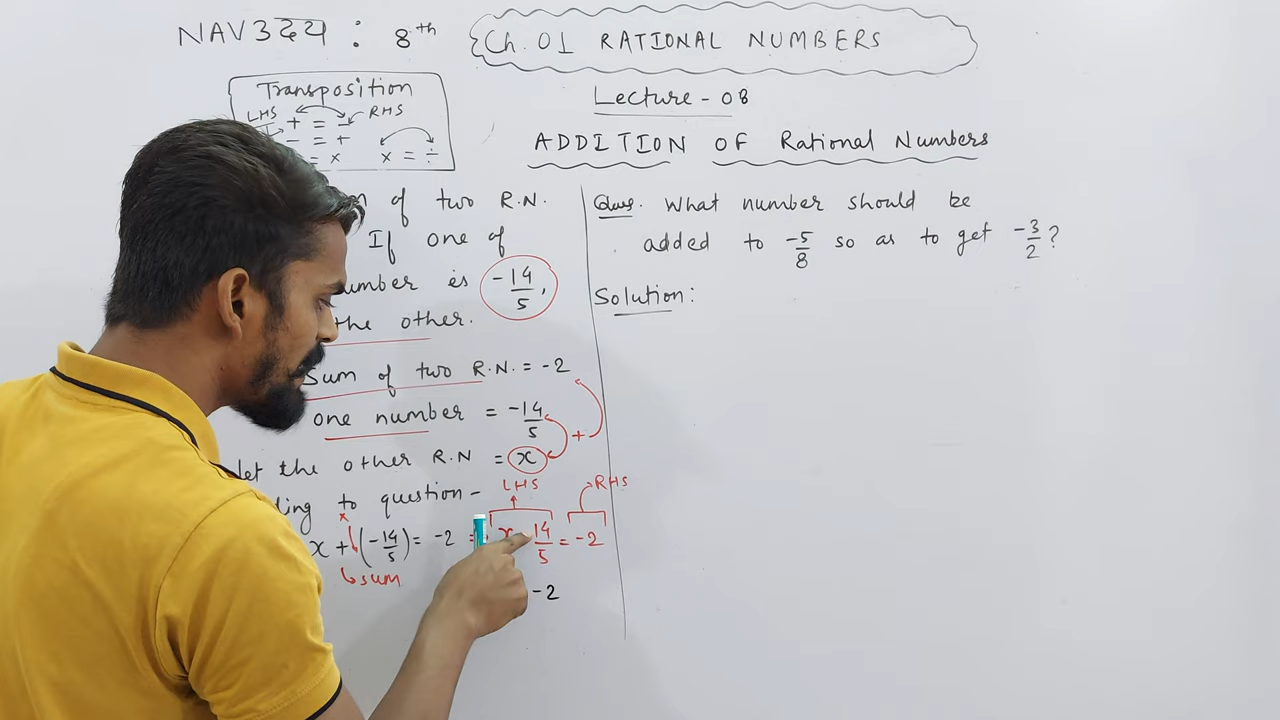 NAV३२२१ : 8th
Ch. 01 RATIONAL NUMBERS
Lecture - 08
ADDITION OF Rational Numbers
Transposition
LHS RHS
+ = -
- = +
= × × = ÷
of two R.N.
If one of
is -14/5,
the other.
Sum of two R.N. = -2
one number = -14/5
+
Let the other R.N = x
LHS RHS
to question -
x + (-14/5) = -2 = x - 14/5 = -2
sum
-2
Ques. What number should be
added to -5/8 so as to get -3/2?
Solution: